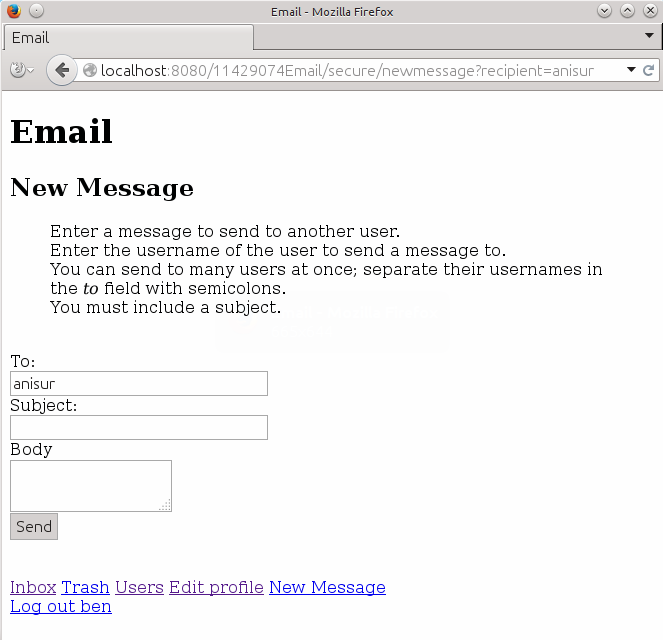 Email - Mozilla Firefox
Email
localhost:8080/11429074Email/secure/newmessage?recipient=anisur
Email
New Message
Enter a message to send to another user.
Enter the username of the user to send a message to.
You can send to many users at once; separate their usernames in
the to field with semicolons.
You must include a subject.
To:
anisur
Subject:
Body
Send
Inbox Trash Users Edit profile New Message
Log out ben